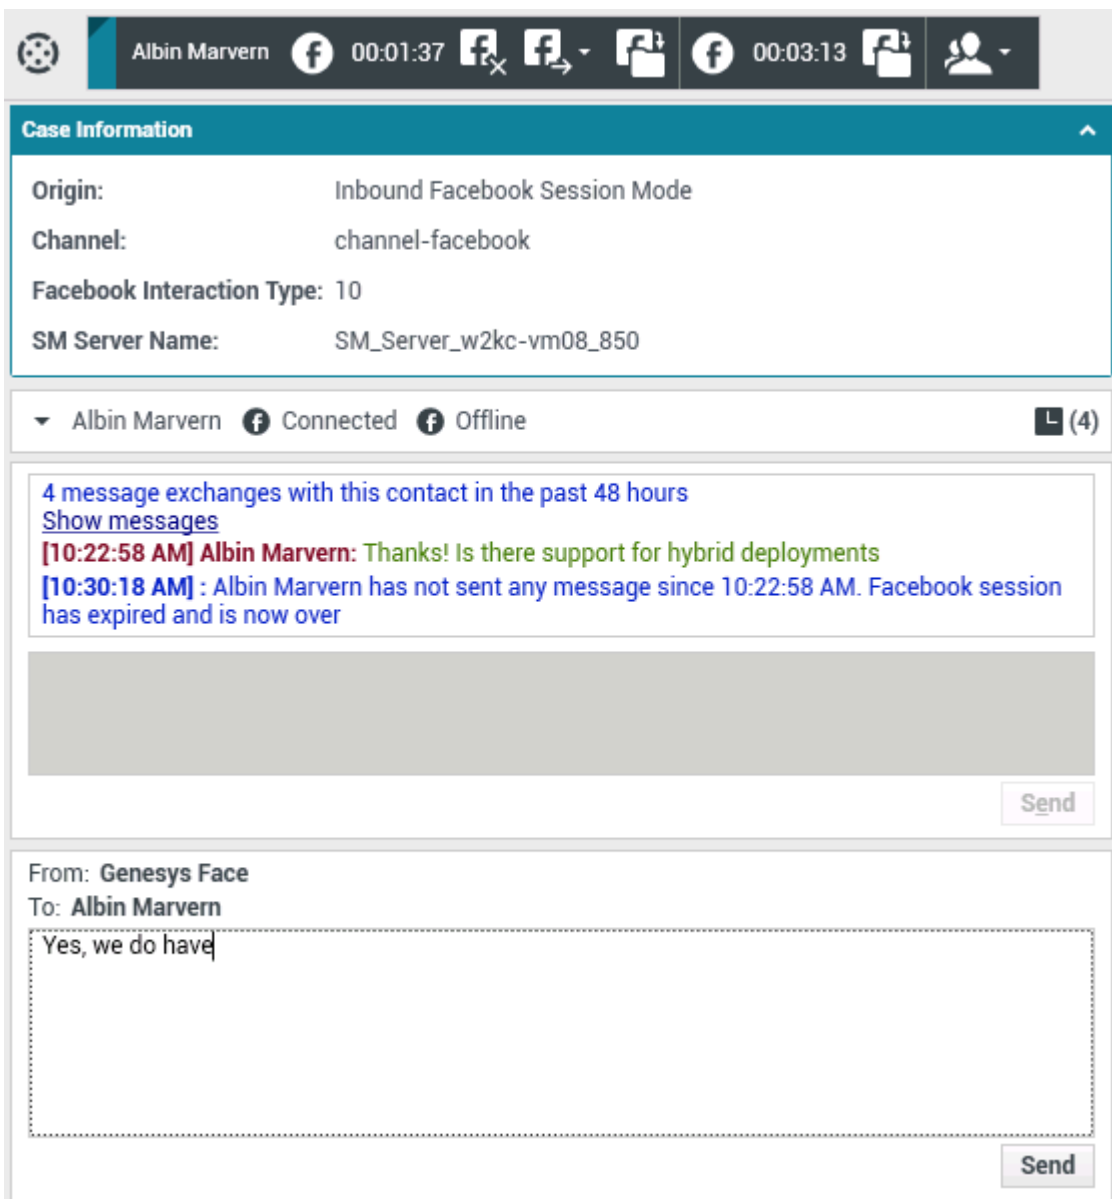 Albin Marvern 00:01:37 00:03:13
Case Information
Origin: Inbound Facebook Session Mode
Channel: channel-facebook
Facebook Interaction Type: 10
SM Server Name: SM_Server_w2kc-vm08_850
Albin Marvern Connected Offline (4)
4 message exchanges with this contact in the past 48 hours
Show messages
[10:22:58 AM] Albin Marvern: Thanks! Is there support for hybrid deployments
[10:30:18 AM] : Albin Marvern has not sent any message since 10:22:58 AM. Facebook session
has expired and is now over
Send
From: Genesys Face
To: Albin Marvern
Yes, we do have
Send